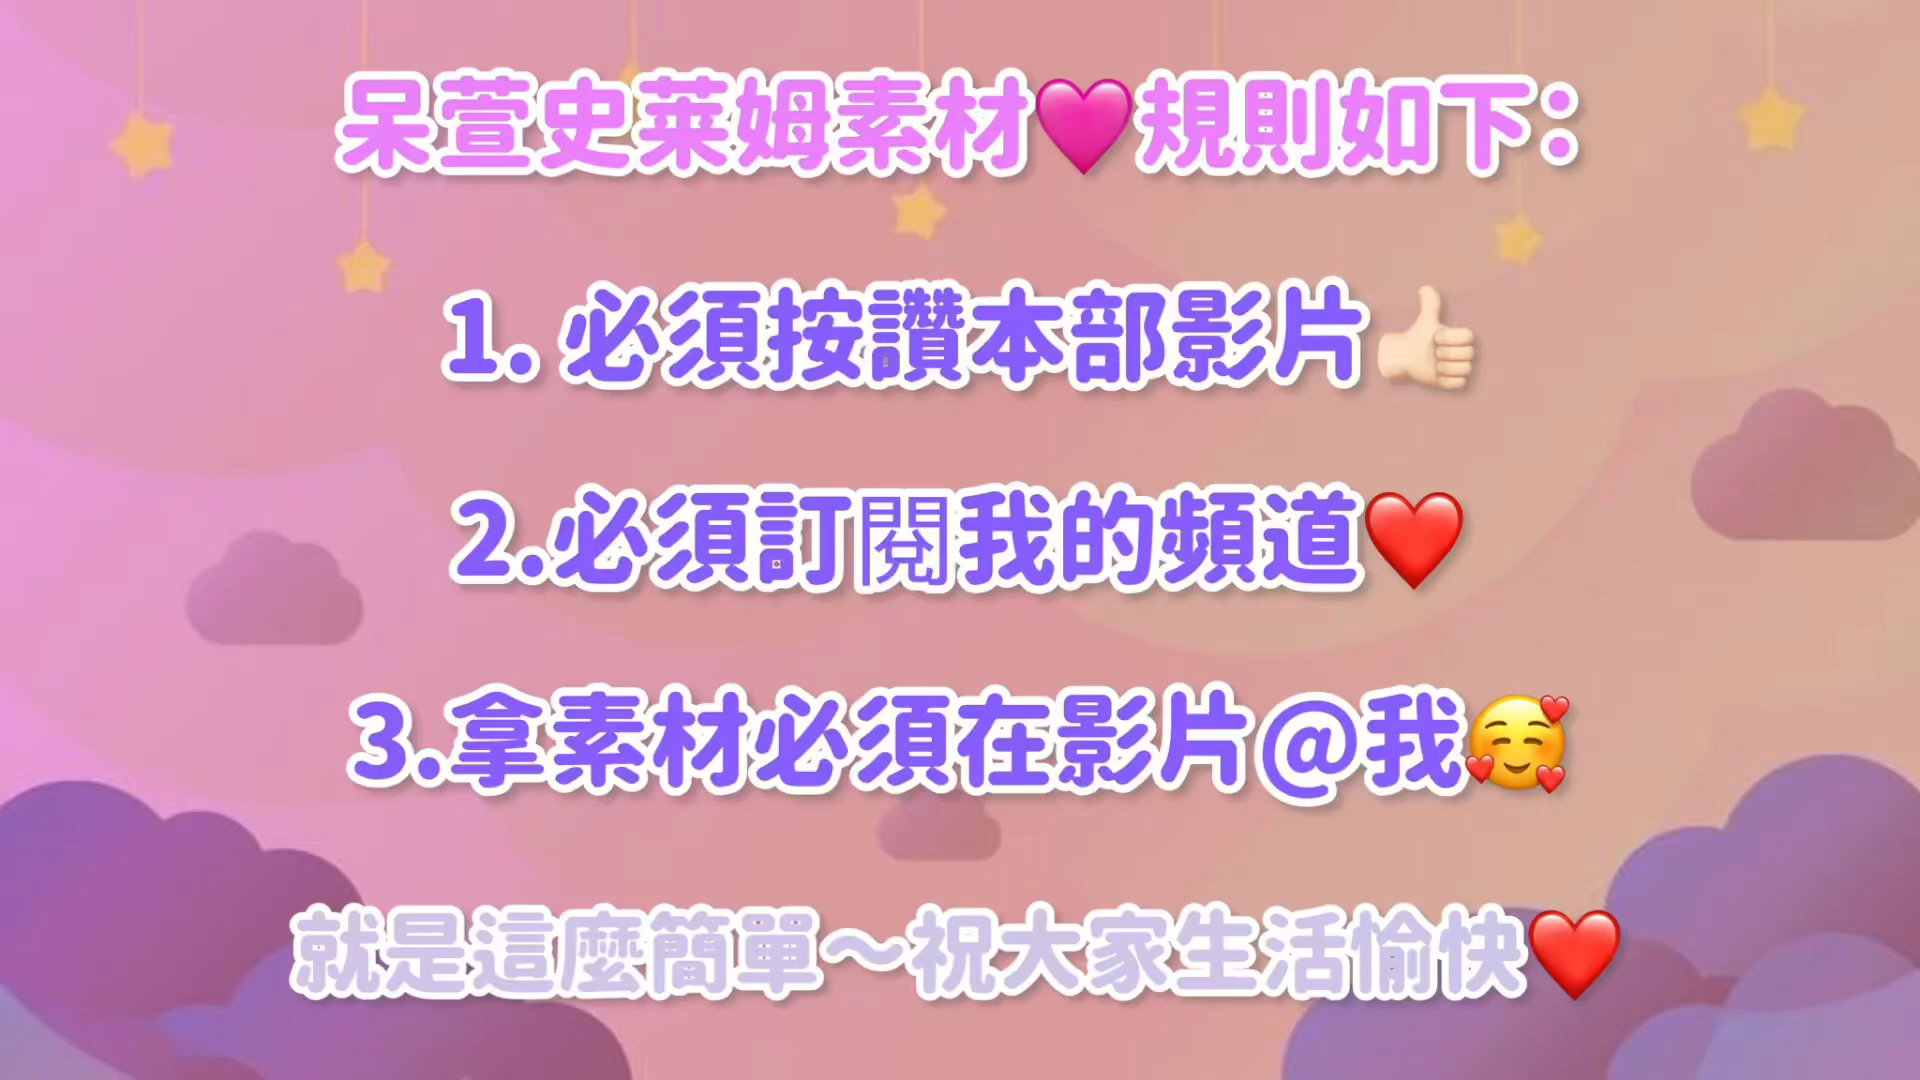 呆萱史萊姆素材🩷規則如下：
1. 必須按讚本部影片👍🏻
2.必須訂閱我的頻道❤️
3.拿素材必須在影片@我🥰
就是這麼簡單～祝大家生活愉快❤️